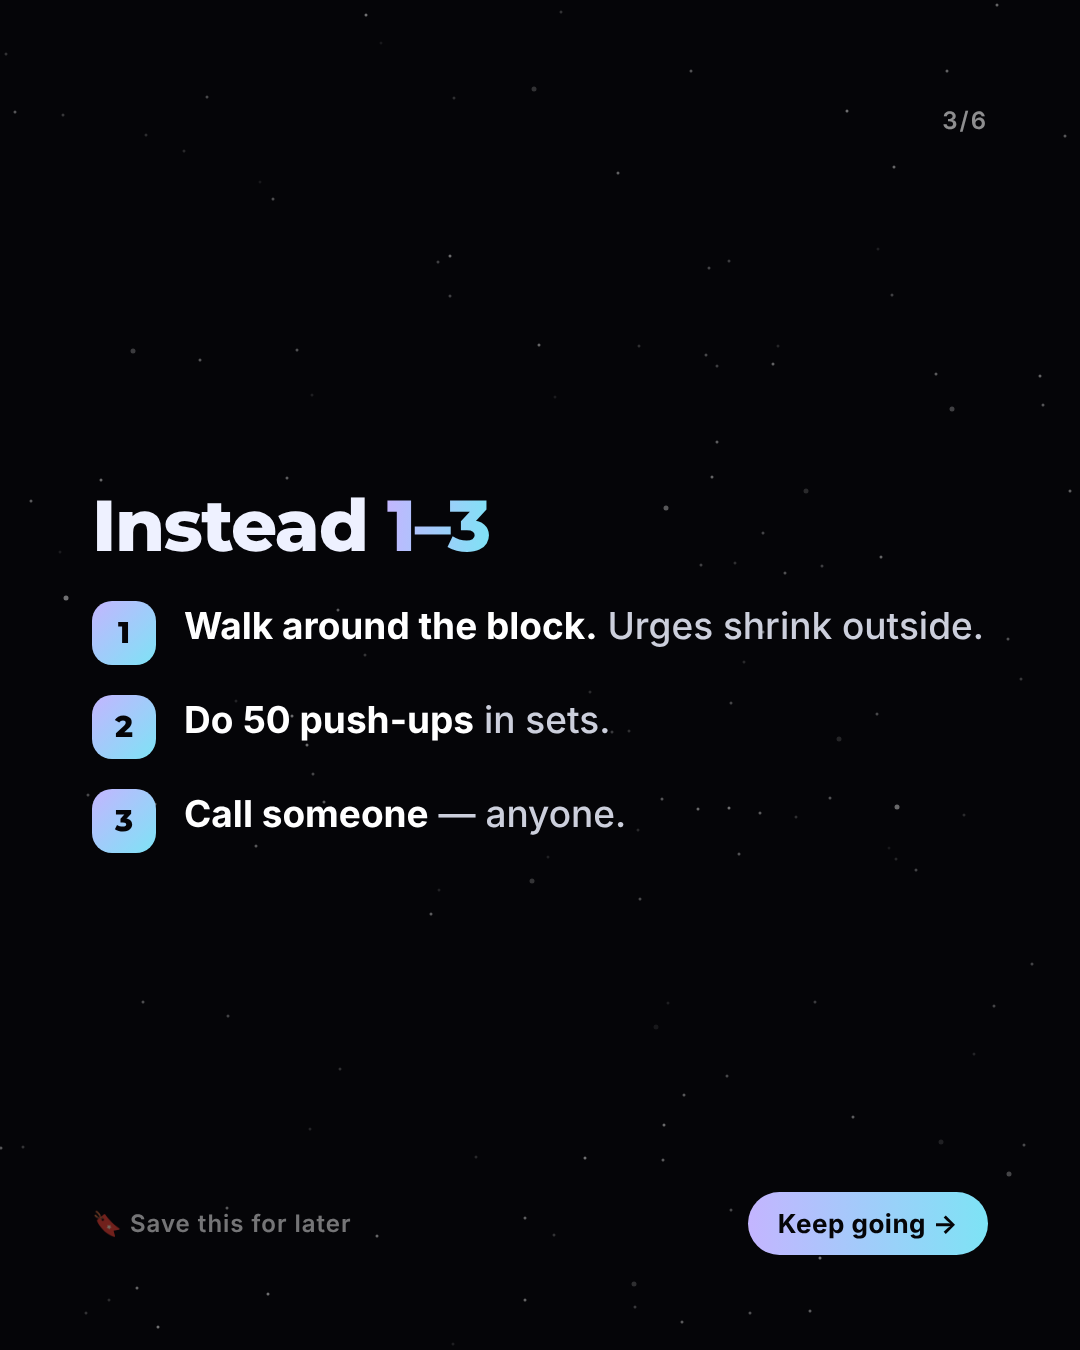 3/6
Instead 1–3
1 Walk around the block. Urges shrink outside.
2 Do 50 push-ups in sets.
3 Call someone — anyone.
🔖 Save this for later
Keep going →